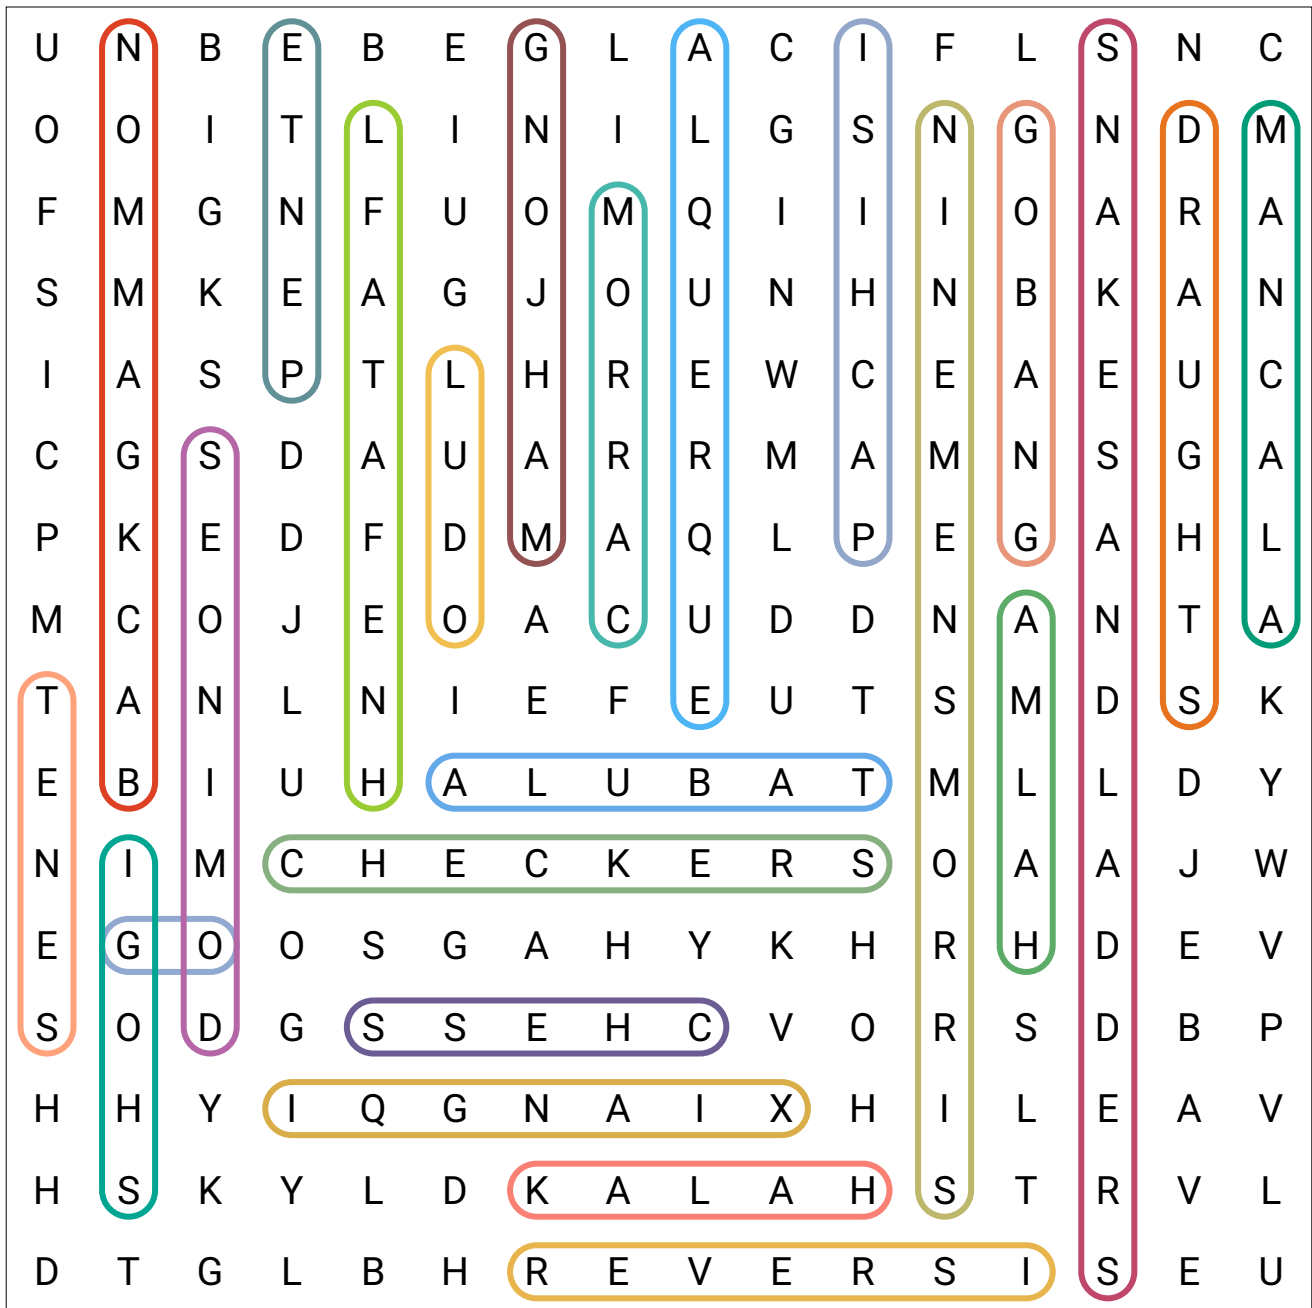 U N B E B E G L A C I F L S N C
O O I T L I N I L G S N G N D M
F M G N F U O M Q I I I O A R A
S M K E A G J O U N H N B K A N
I A S P T L H R E W C E A E U C
C G S D A U A R R M A M N S G A
P K E D F D M A Q L P E G A H L
M C O J E O A C U D D N A N T A
T A N L N I E F E U T S M D S K
E B I U H A L U B A T M L L D Y
N I M C H E C K E R S O A A J W
E G O O S G A H Y K H R H D E V
S O D G S S E H C V O R S D B P
H H Y I Q G N A I X H I L E A V
H S K Y L D K A L A H S T R V L
D T G L B H R E V E R S I S E U